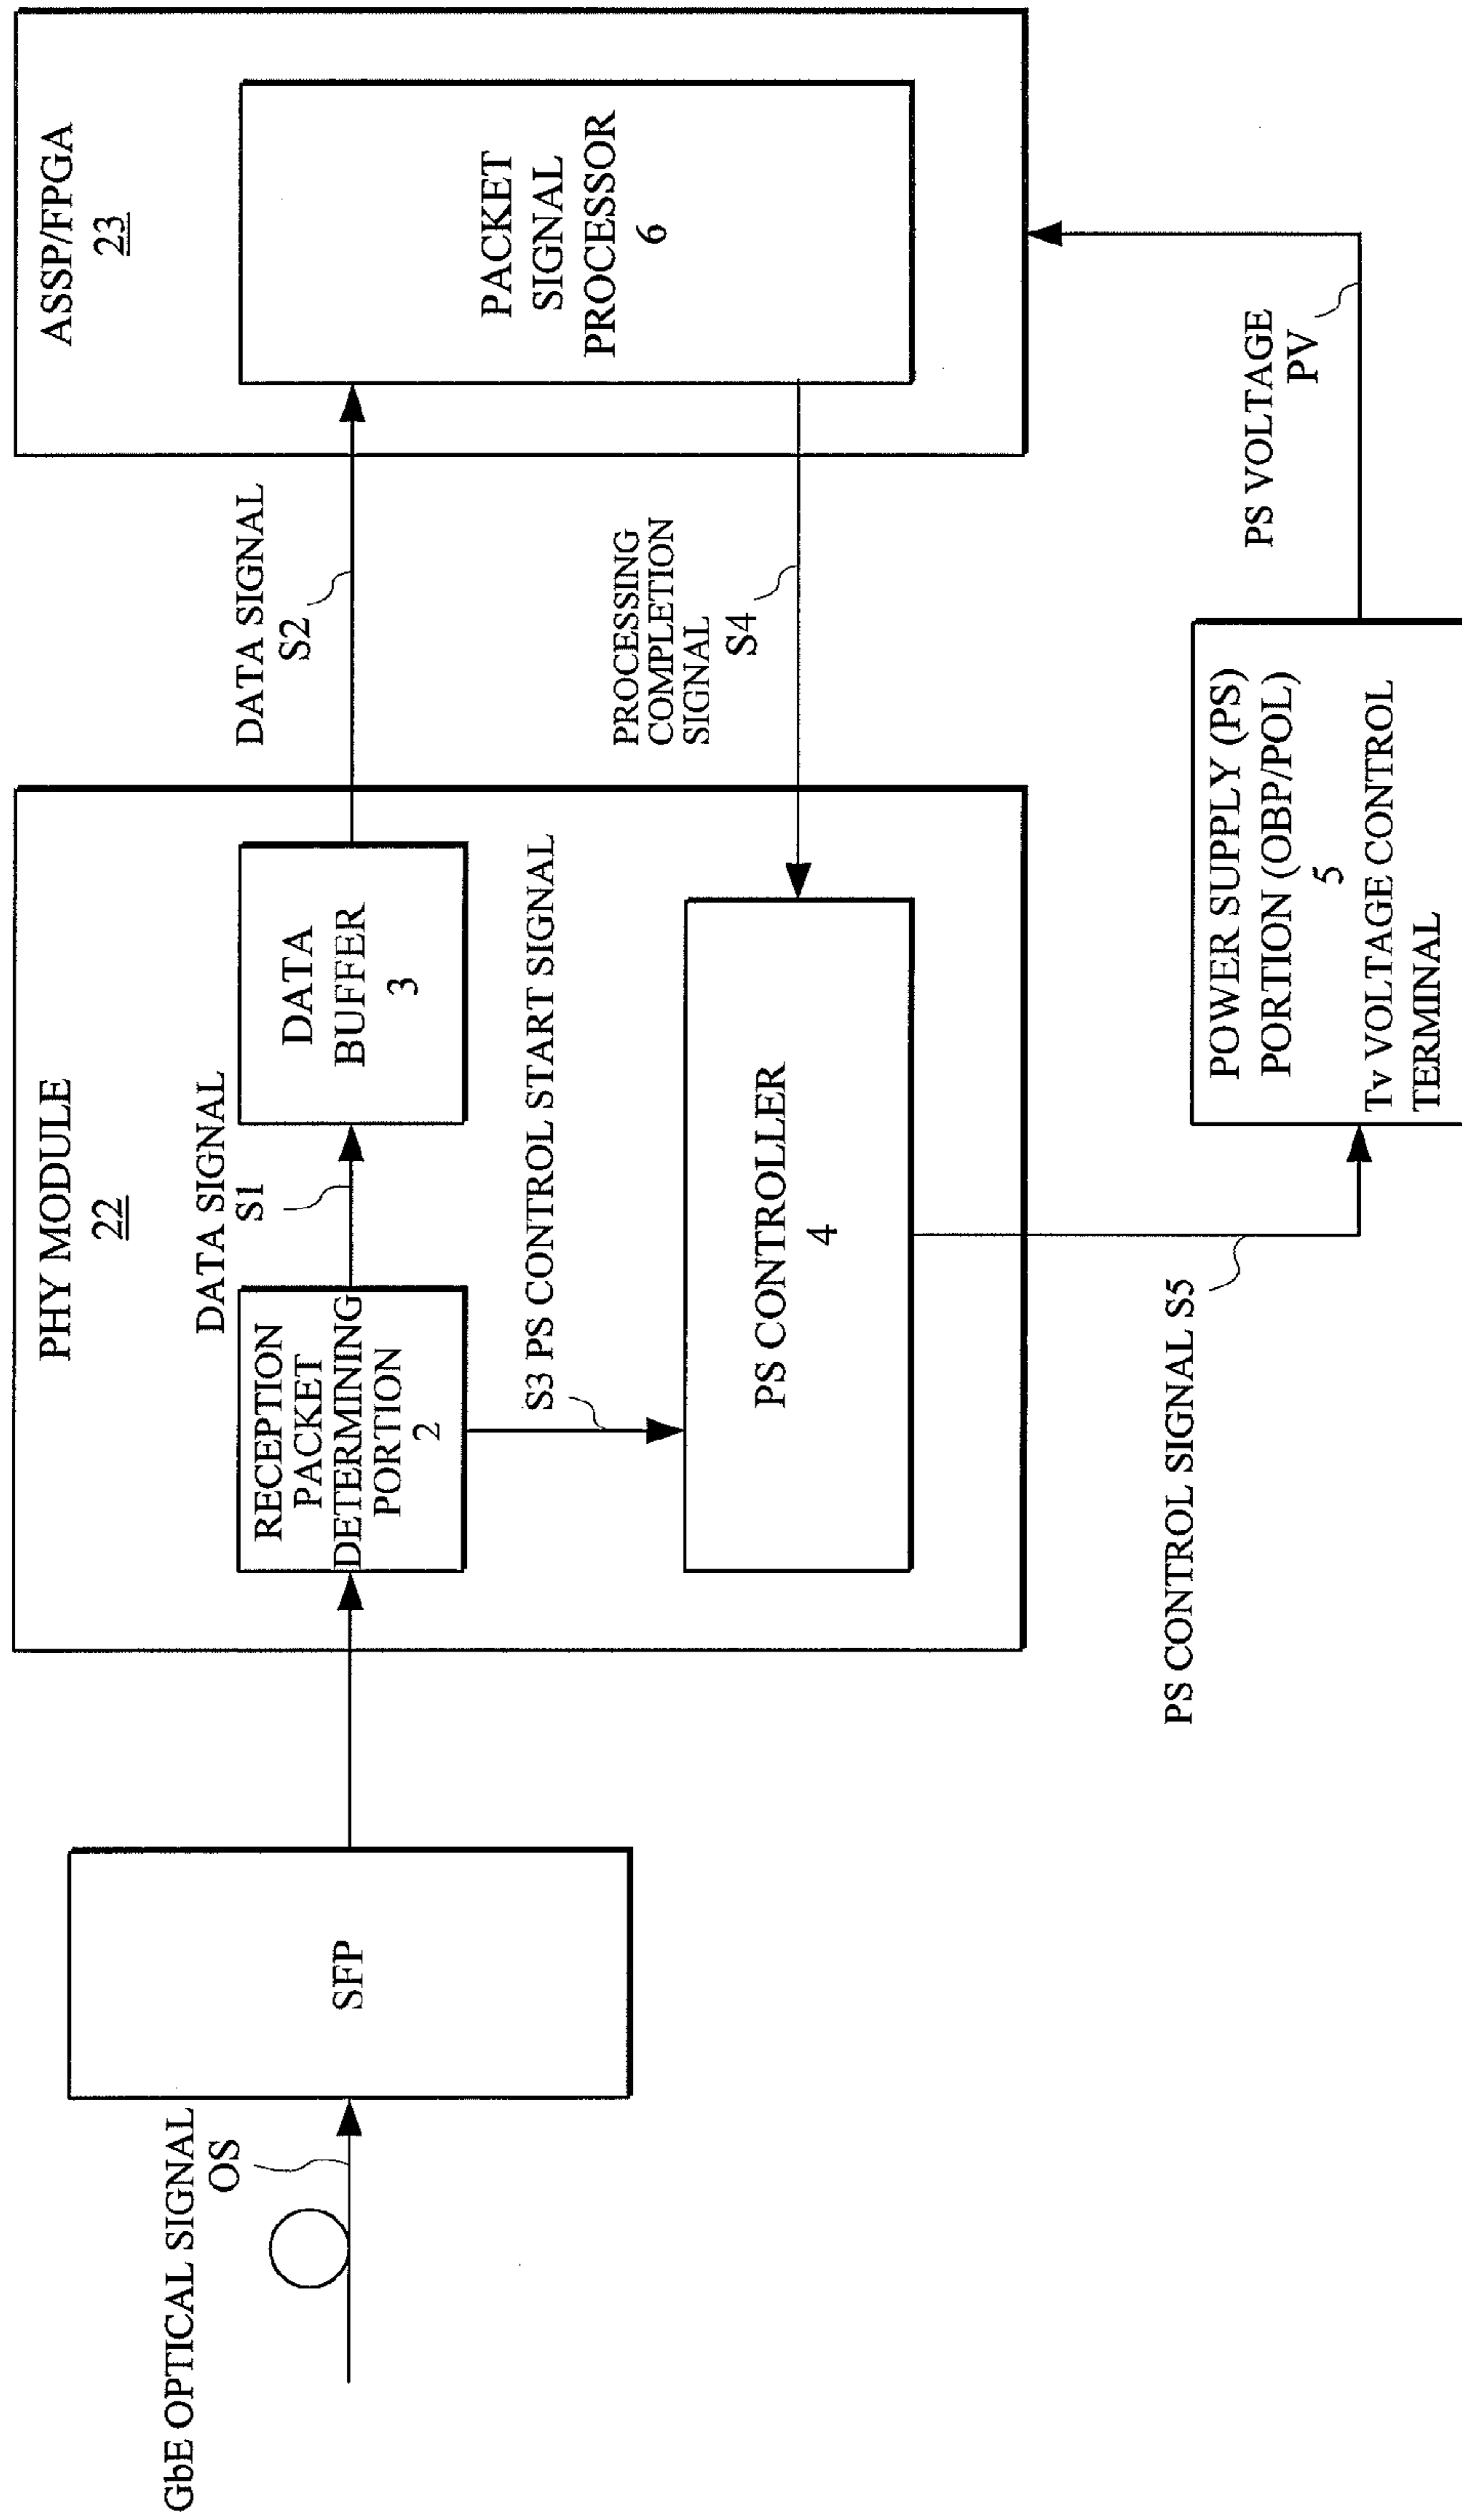 GbE OPTICAL SIGNAL
OS
SFP
PHY MODULE
22
RECEPTION
PACKET
DETERMINING
PORTION
2
DATA SIGNAL
S1
DATA
BUFFER
3
S3 PS CONTROL START SIGNAL
PS CONTROLLER
4
DATA SIGNAL
S2
PROCESSING
COMPLETION
SIGNAL
S4
ASSP/FPGA
23
PACKET
SIGNAL
PROCESSOR
6
PS CONTROL SIGNAL S5
POWER SUPPLY (PS)
PORTION (OBP/POL)
5
Tv VOLTAGE CONTROL
TERMINAL
PS VOLTAGE
PV